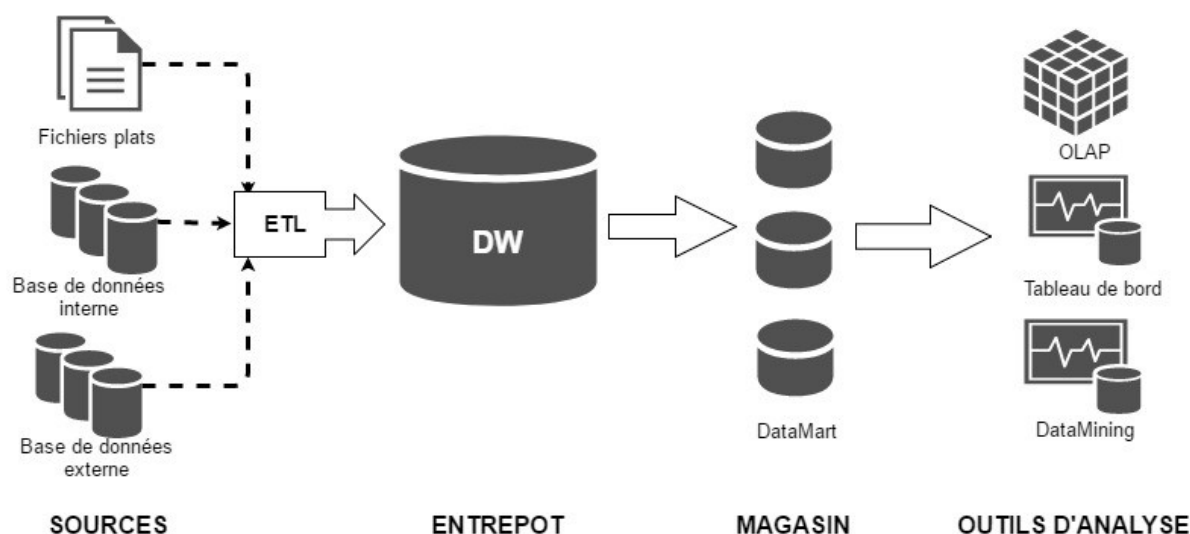 Fichiers plats
Base de données
interne
Base de données
externe
ETL
DW
DataMart
OLAP
Tableau de bord
DataMining
SOURCES
ENTREPOT
MAGASIN
OUTILS D'ANALYSE